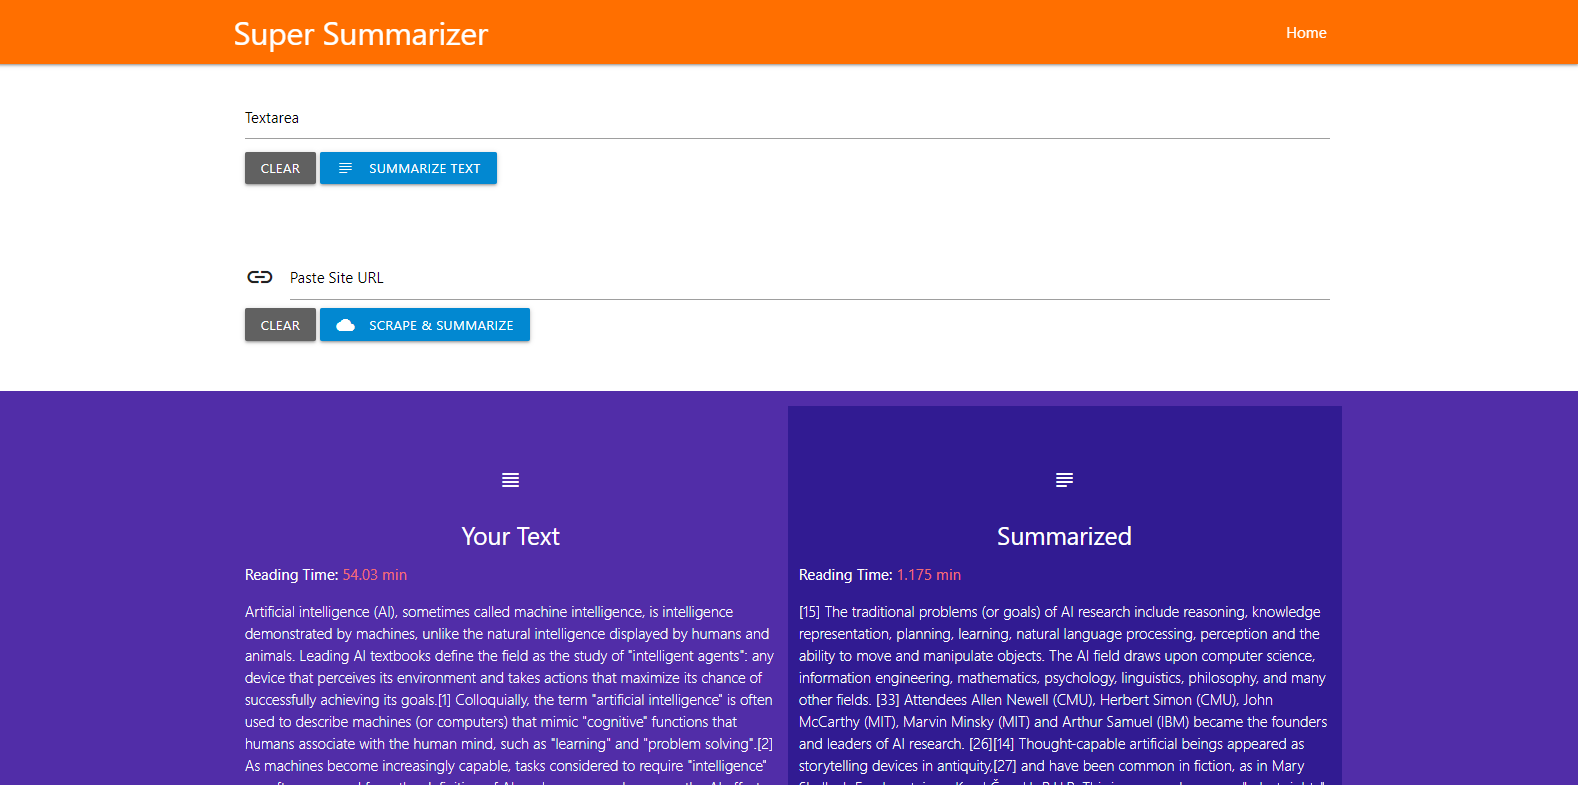 Super Summarizer
Home
Textarea
CLEAR
SUMMARIZE TEXT
Paste Site URL
CLEAR
SCRAPE & SUMMARIZE
Your Text
Reading Time: 54.03 min
Artificial intelligence (AI), sometimes called machine intelligence, is intelligence
demonstrated by machines, unlike the natural intelligence displayed by humans and
animals. Leading AI textbooks define the field as the study of "intelligent agents": any
device that perceives its environment and takes actions that maximize its chance of
successfully achieving its goals.[1] Colloquially, the term "artificial intelligence" is often
used to describe machines (or computers) that mimic "cognitive" functions that
humans associate with the human mind, such as "learning" and "problem solving".[2]
As machines become increasingly capable, tasks considered to require "intelligence"
Summarized
Reading Time: 1.175 min
[15] The traditional problems (or goals) of AI research include reasoning, knowledge
representation, planning, learning, natural language processing, perception and the
ability to move and manipulate objects. The AI field draws upon computer science,
information engineering, mathematics, psychology, linguistics, philosophy, and many
other fields. [33] Attendees Allen Newell (CMU), Herbert Simon (CMU), John
McCarthy (MIT), Marvin Minsky (MIT) and Arthur Samuel (IBM) became the founders
and leaders of AI research. [26][14] Thought-capable artificial beings appeared as
storytelling devices in antiquity,[27] and have been common in fiction, as in Mary